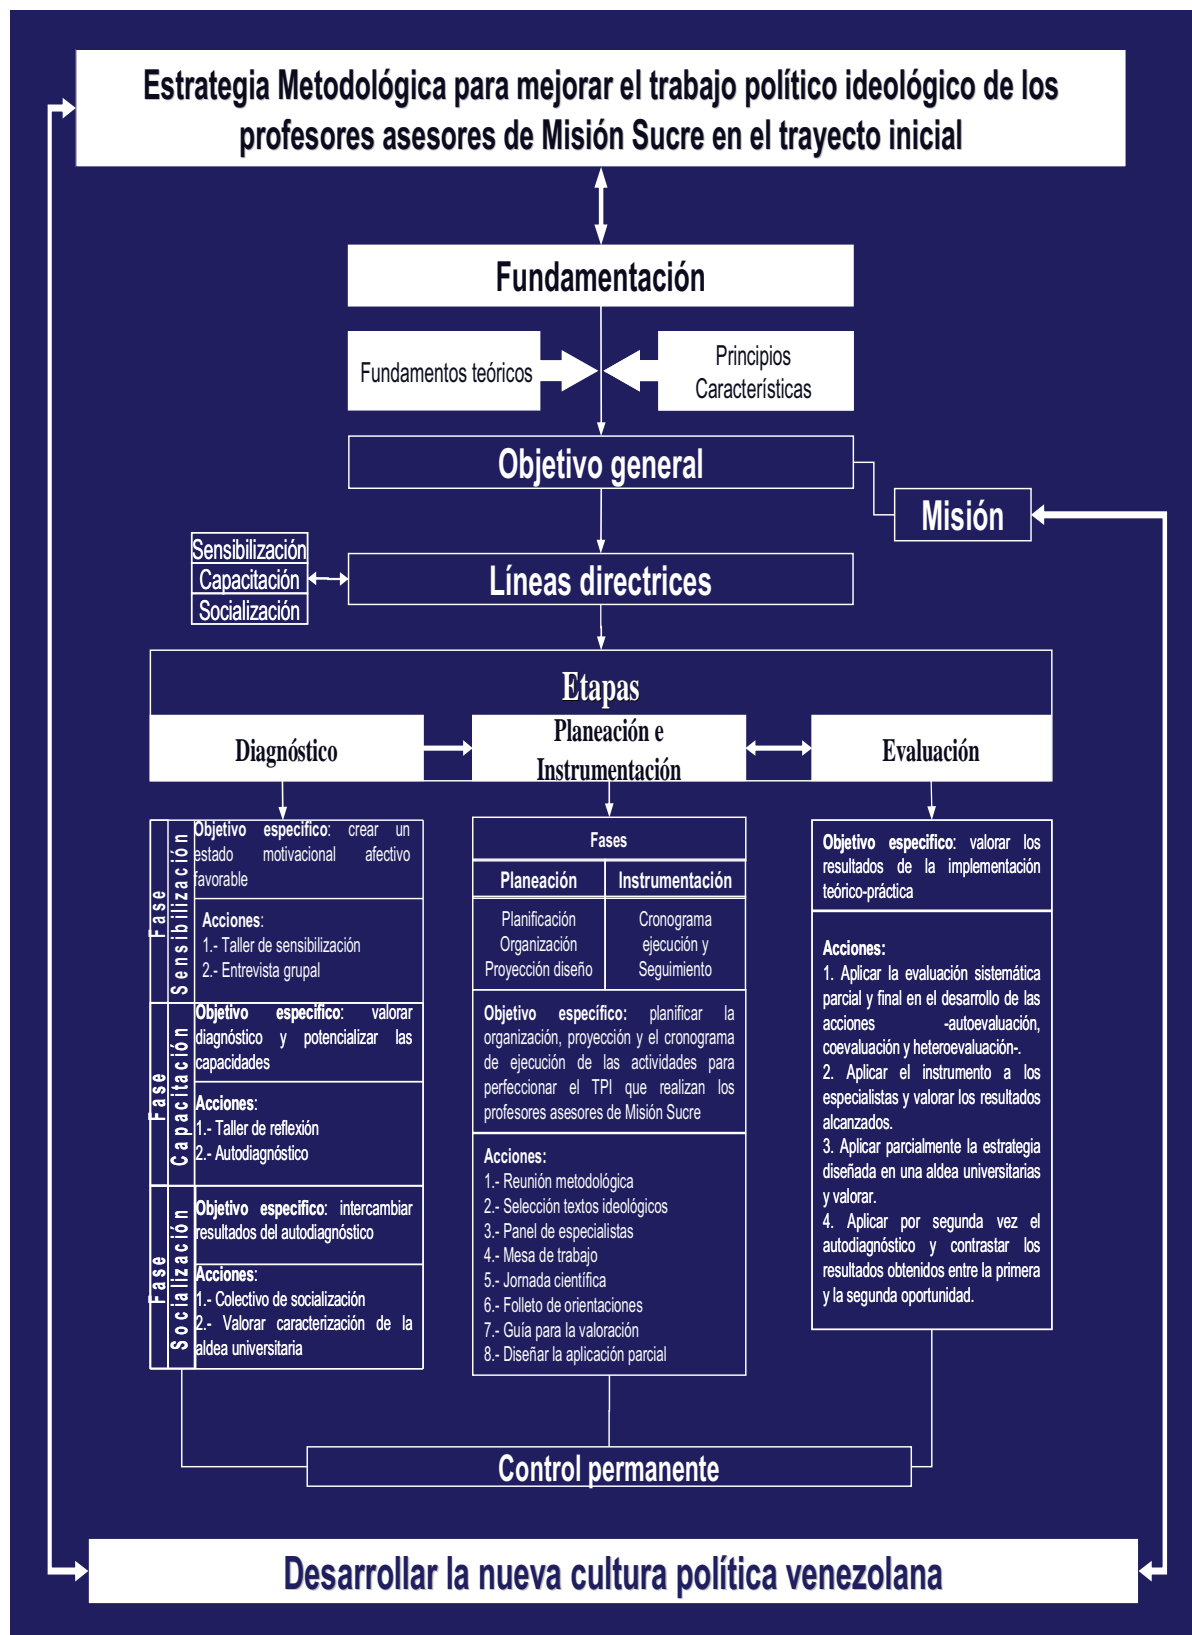 Estrategia Metodológica para mejorar el trabajo político ideológico de los
profesores asesores de Misión Sucre en el trayecto inicial
Fundamentación
Fundamentos teóricos
Principios
Características
Objetivo general
Misión
Sensibilización
Capacitación
Socialización
Líneas directrices
Etapas
Diagnóstico
Planeación e
Instrumentación
Evaluación
Fase
Sensibilización
Objetivo especifico: crear un
estado motivacional afectivo
favorable
Acciones:
1.- Taller de sensibilización
2.- Entrevista grupal
Fase
Capacitación
Objetivo especifico: valorar
diagnóstico y potencializar las
capacidades
Acciones:
1.- Taller de reflexión
2.- Autodiagnóstico
Fase
Socialización
Objetivo especifico: intercambiar
resultados del autodiagnóstico
Acciones:
1.- Colectivo de socialización
2.- Valorar caracterización de la
aldea universitaria
Fases
Planeación
Instrumentación
Planificación
Organización
Proyección diseño
Cronograma
ejecución y
Seguimiento
Objetivo específico: planificar la
organización, proyección y el cronograma
de ejecución de las actividades para
perfeccionar el TPI que realizan los
profesores asesores de Misión Sucre
Acciones:
1.- Reunión metodológica
2.- Selección textos ideológicos
3.- Panel de especialistas
4.- Mesa de trabajo
5.- Jornada científica
6.- Folleto de orientaciones
7.- Guía para la valoración
8.- Diseñar la aplicación parcial
Objetivo especifico: valorar los
resultados de la implementación
teórico-práctica
Acciones:
1. Aplicar la evaluación sistemática
parcial y final en el desarrollo de las
acciones -autoevaluación,
coevaluación y heteroevaluación-.
2. Aplicar el instrumento a los
especialistas y valorar los resultados
alcanzados.
3. Aplicar parcialmente la estrategia
diseñada en una aldea universitarias
y valorar.
4. Aplicar por segunda vez el
autodiagnóstico y contrastar los
resultados obtenidos entre la primera
y la segunda oportunidad.
Control permanente
Desarrollar la nueva cultura política venezolana